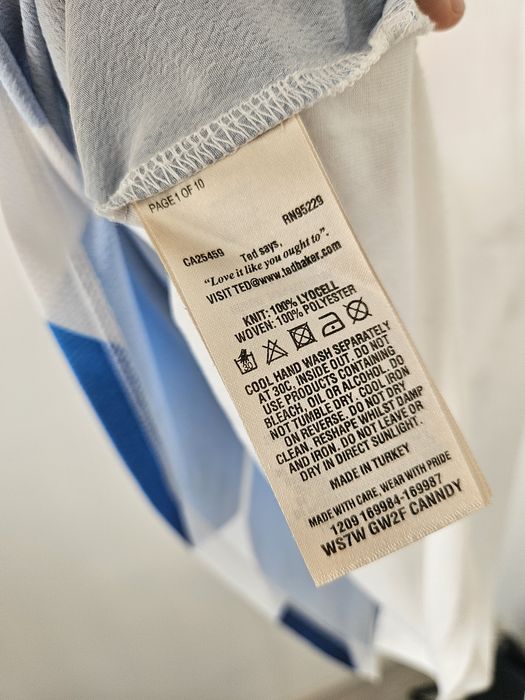 PAGE 1 OF 10
CA25459 RN95229
Ted says,
"Love it like you ought to".
VISIT TED@www.tedbaker.com
KNIT: 100% LYOCELL
WOVEN: 100% POLYESTER
COOL HAND WASH SEPARATELY
AT 30C, INSIDE OUT. DO NOT
USE PRODUCTS CONTAINING
BLEACH, OIL OR ALCOHOL. DO
NOT TUMBLE DRY. COOL IRON
ON REVERSE. DO NOT DRY
CLEAN. RESHAPE WHILST DAMP
AND IRON. DO NOT LEAVE OR
DRY IN DIRECT SUNLIGHT.
MADE IN TURKEY
MADE WITH CARE, WEAR WITH PRIDE
1209 169984-169987
WS7W GW2F CANNDY